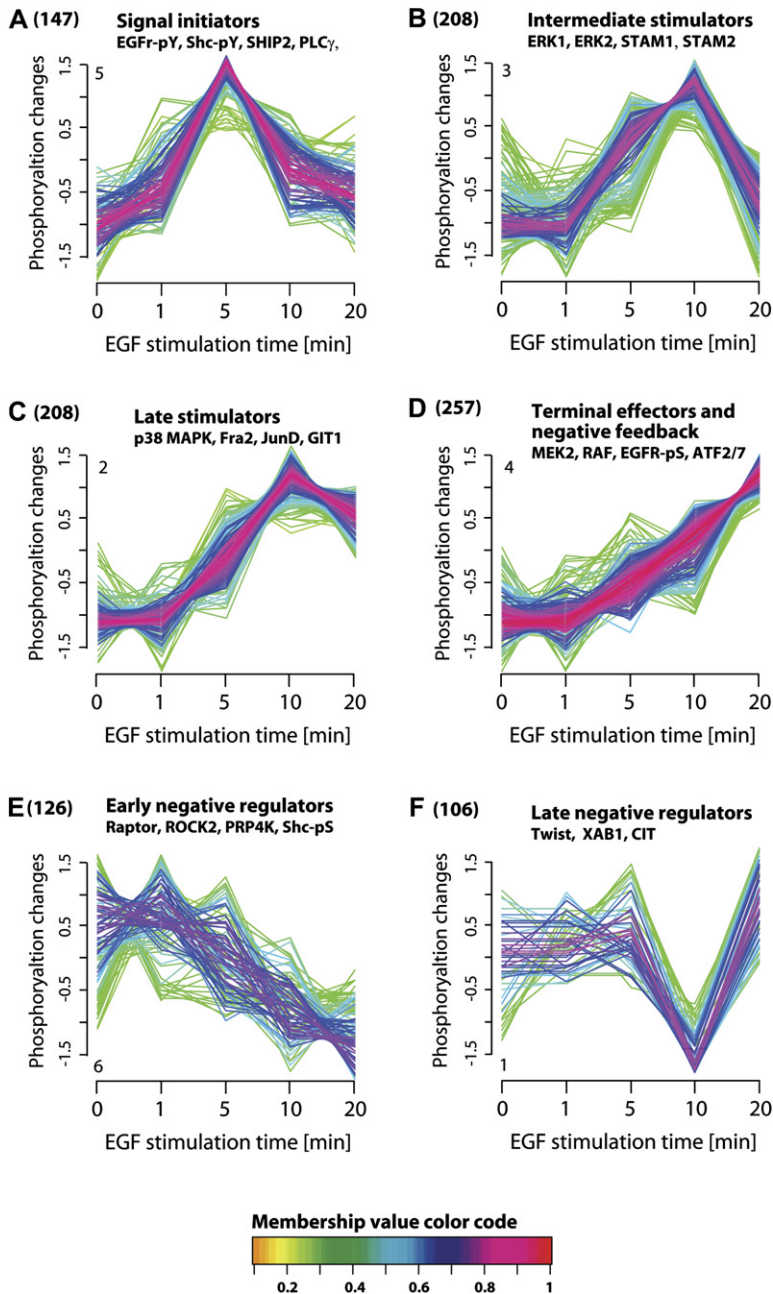 A (147) Signal initiators
EGFr-pY, Shc-pY, SHIP2, PLCγ,
5
Phosphoryaltion changes
1.5
0.5
-0.5
-1.5
0 1 5 10 20
EGF stimulation time [min]
B (208) Intermediate stimulators
ERK1, ERK2, STAM1, STAM2
3
Phosphoryaltion changes
1.5
0.5
-0.5
-1.5
0 1 5 10 20
EGF stimulation time [min]
C (208) Late stimulators
p38 MAPK, Fra2, JunD, GIT1
2
Phosphoryaltion changes
1.5
0.5
-0.5
-1.5
0 1 5 10 20
EGF stimulation time [min]
D (257) Terminal effectors and
negative feedback
MEK2, RAF, EGFR-pS, ATF2/7
4
Phosphoryaltion changes
1.5
0.5
-0.5
-1.5
0 1 5 10 20
EGF stimulation time [min]
E (126) Early negative regulators
Raptor, ROCK2, PRP4K, Shc-pS
Phosphoryaltion changes
1.5
0.5
-0.5
-1.5
6
0 1 5 10 20
EGF stimulation time [min]
F (106) Late negative regulators
Twist, XAB1, CIT
Phosphoryaltion changes
1.5
0.5
-0.5
-1.5
1
0 1 5 10 20
EGF stimulation time [min]
Membership value color code
0.2 0.4 0.6 0.8 1